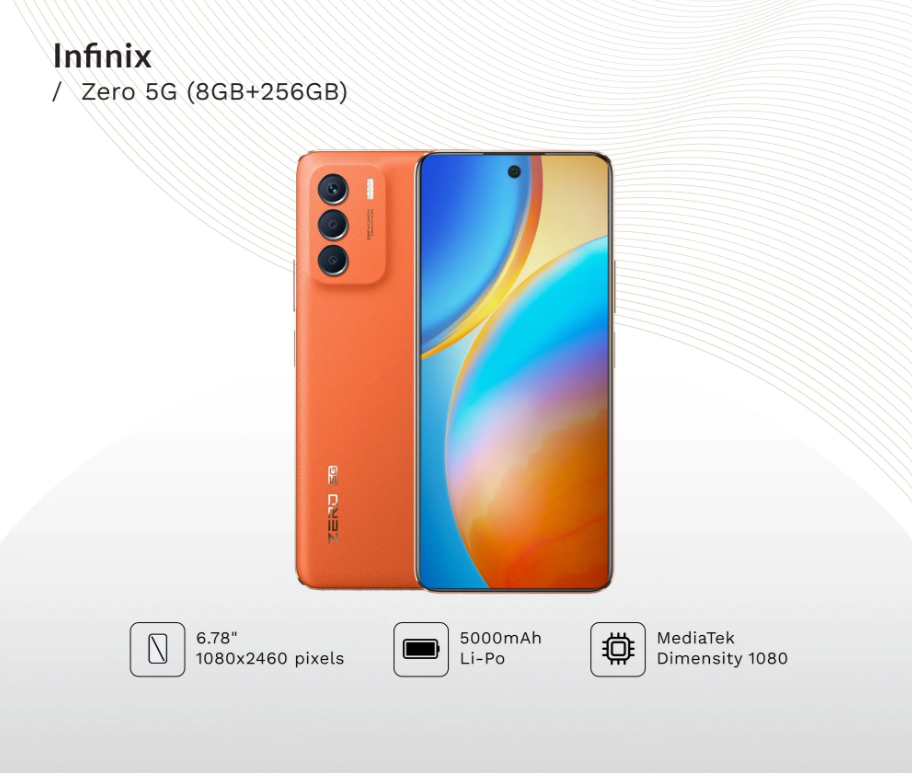 Infinix
/ Zero 5G (8GB+256GB)
ZERO 5G
6.78"
1080x2460 pixels
5000mAh
Li-Po
MediaTek
Dimensity 1080